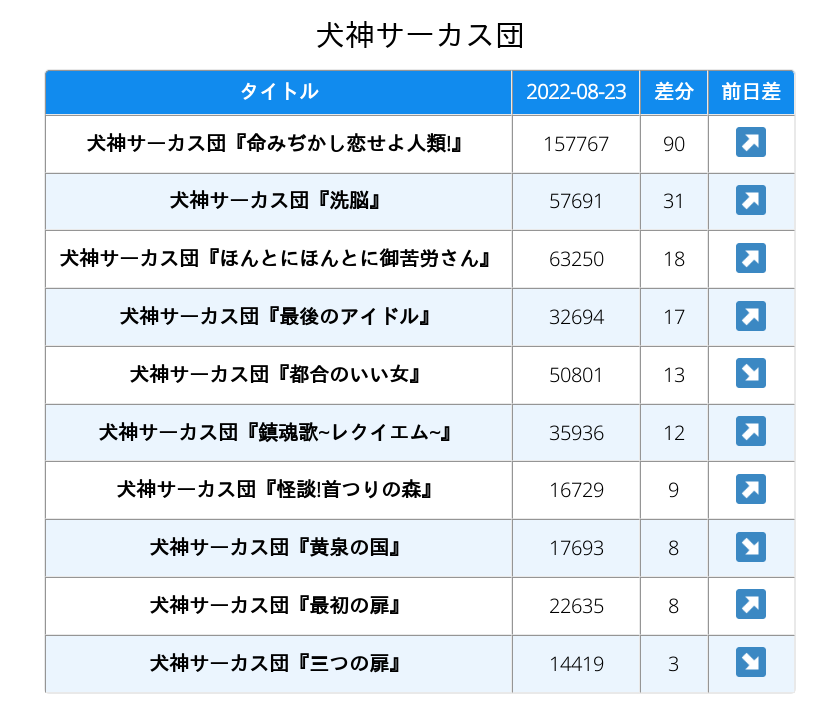 犬神サーカス団
タイトル 2022-08-23 差分 前日差
犬神サーカス団『命みぢかし恋せよ人類!』 157767 90 ↗
犬神サーカス団『洗脳』 57691 31 ↗
犬神サーカス団『ほんとにほんとに御苦労さん』 63250 18 ↗
犬神サーカス団『最後のアイドル』 32694 17 ↗
犬神サーカス団『都合のいい女』 50801 13 ↘
犬神サーカス団『鎮魂歌~レクイエム~』 35936 12 ↗
犬神サーカス団『怪談!首つりの森』 16729 9 ↗
犬神サーカス団『黄泉の国』 17693 8 ↘
犬神サーカス団『最初の扉』 22635 8 ↗
犬神サーカス団『三つの扉』 14419 3 ↘